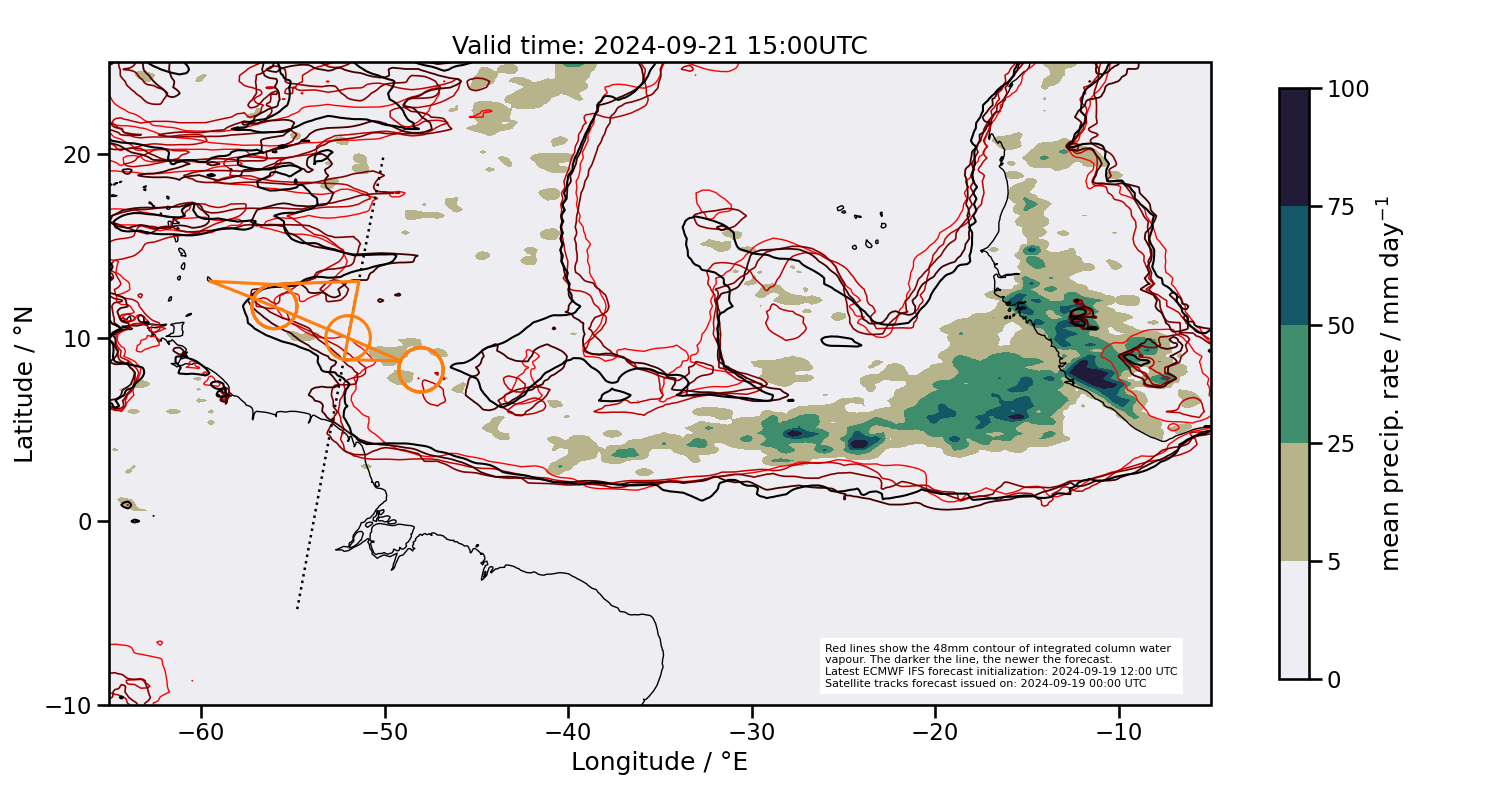 Valid time: 2024-09-21 15:00UTC
20
10
0
−10
Latitude / °N
−60
−50
−40
−30
−20
−10
Longitude / °E
Red lines show the 48mm contour of integrated column water
vapour. The darker the line, the newer the forecast.
Latest ECMWF IFS forecast initialization: 2024-09-19 12:00 UTC
Satellite tracks forecast issued on: 2024-09-19 00:00 UTC
100
75
50
25
5
0
mean precip. rate / mm day⁻¹